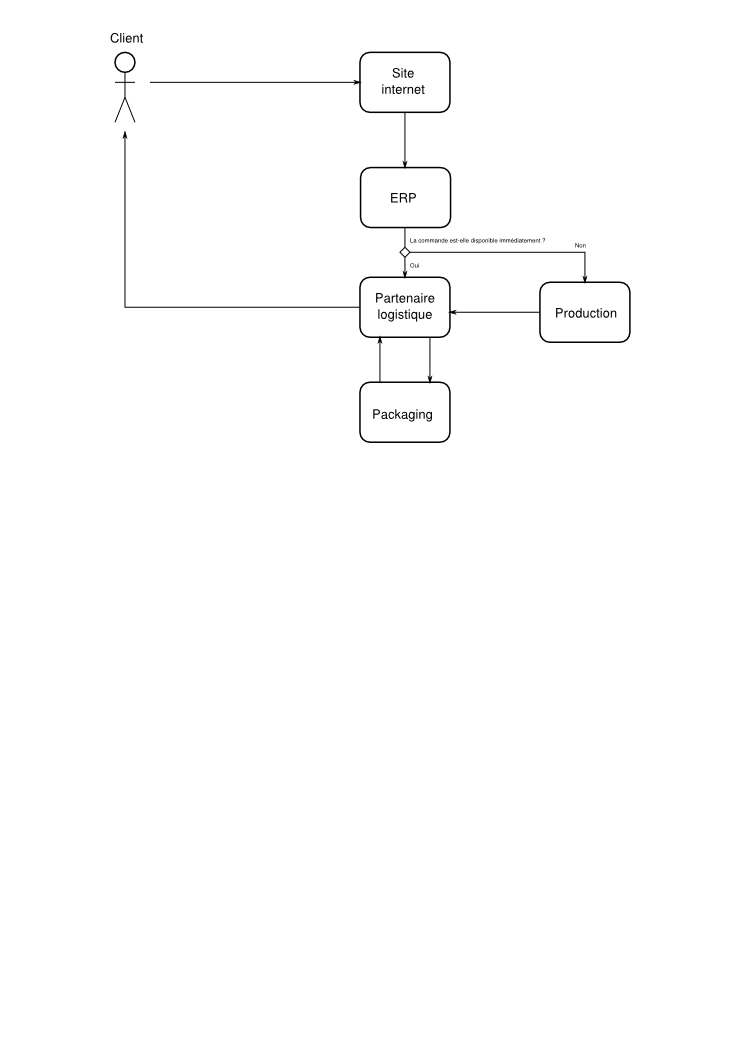 Client
Site
internet
ERP
La commande est-elle disponible immédiatement ?
Non
Oui
Partenaire
logistique
Production
Packaging